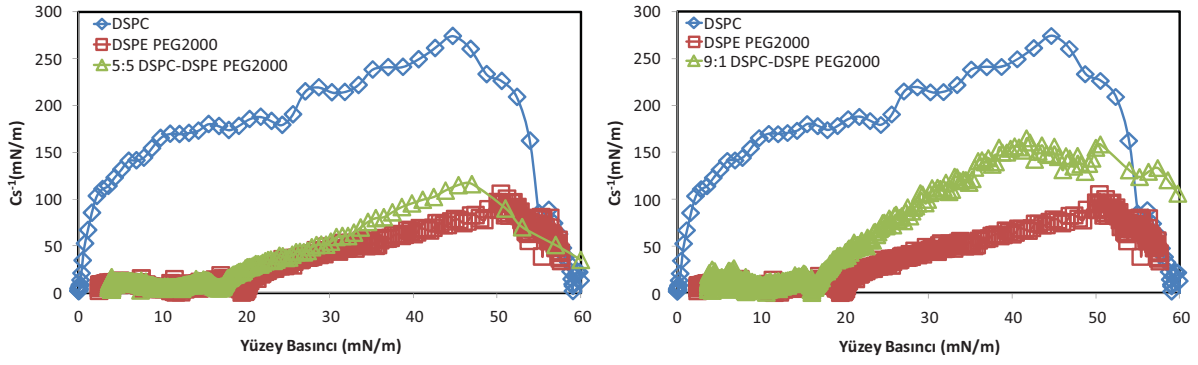 300
250
200
150
100
50
0
Cs⁻¹(mN/m)
DSPC
DSPE PEG2000
5:5 DSPC-DSPE PEG2000
0 10 20 30 40 50 60
Yüzey Basıncı (mN/m)
300
250
200
150
100
50
0
Cs⁻¹(mN/m)
DSPC
DSPE PEG2000
9:1 DSPC-DSPE PEG2000
0 10 20 30 40 50 60
Yüzey Basıncı (mN/m)